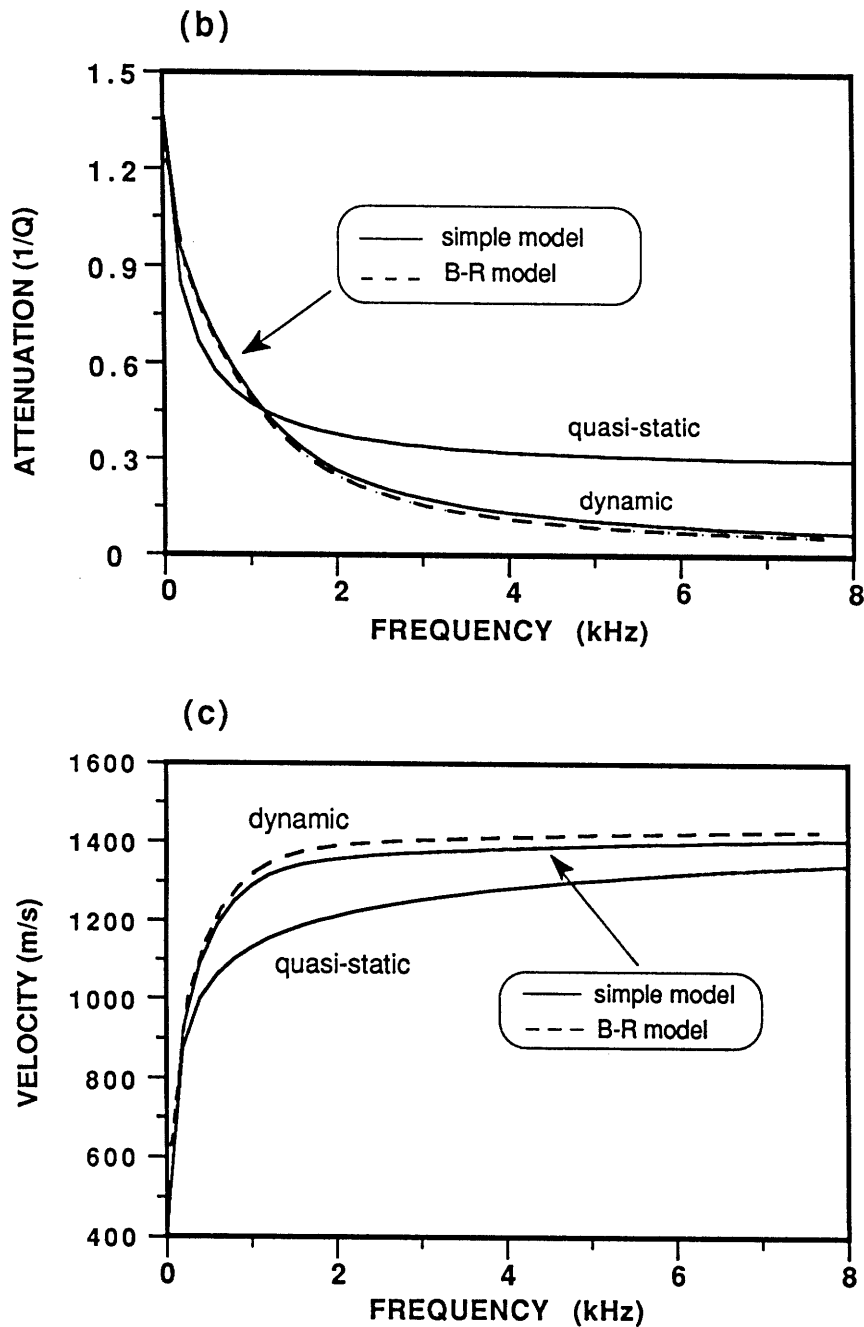 (b)
1.5
1.2
0.9
0.6
0.3
0
ATTENUATION (1/Q)
simple model
B-R model
quasi-static
dynamic
0 2 4 6 8
FREQUENCY (kHz)
(c)
1600
1400
1200
1000
800
600
400
VELOCITY (m/s)
dynamic
quasi-static
simple model
B-R model
0 2 4 6 8
FREQUENCY (kHz)